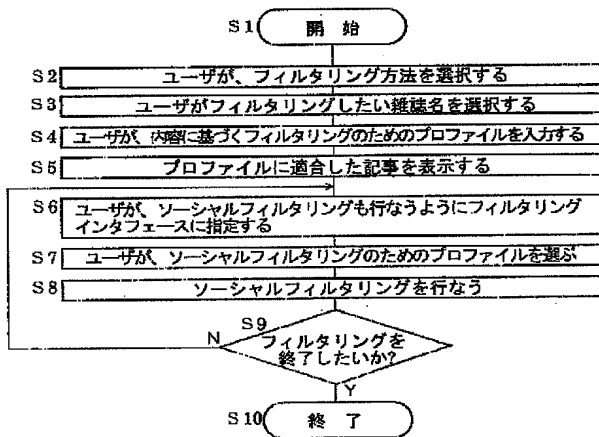 S1 開始
S2 ユーザが、フィルタリング方法を選択する
S3 ユーザがフィルタリングしたい雑誌名を選択する
S4 ユーザが、内容に基づくフィルタリングのためのプロファイルを入力する
S5 プロファイルに適合した記事を表示する
S6 ユーザが、ソーシャルフィルタリングも行なうようにフィルタリング
インタフェースに指定する
S7 ユーザが、ソーシャルフィルタリングのためのプロファイルを選ぶ
S8 ソーシャルフィルタリングを行なう
S9
N フィルタリングを
終了したいか?
Y
S10 終了